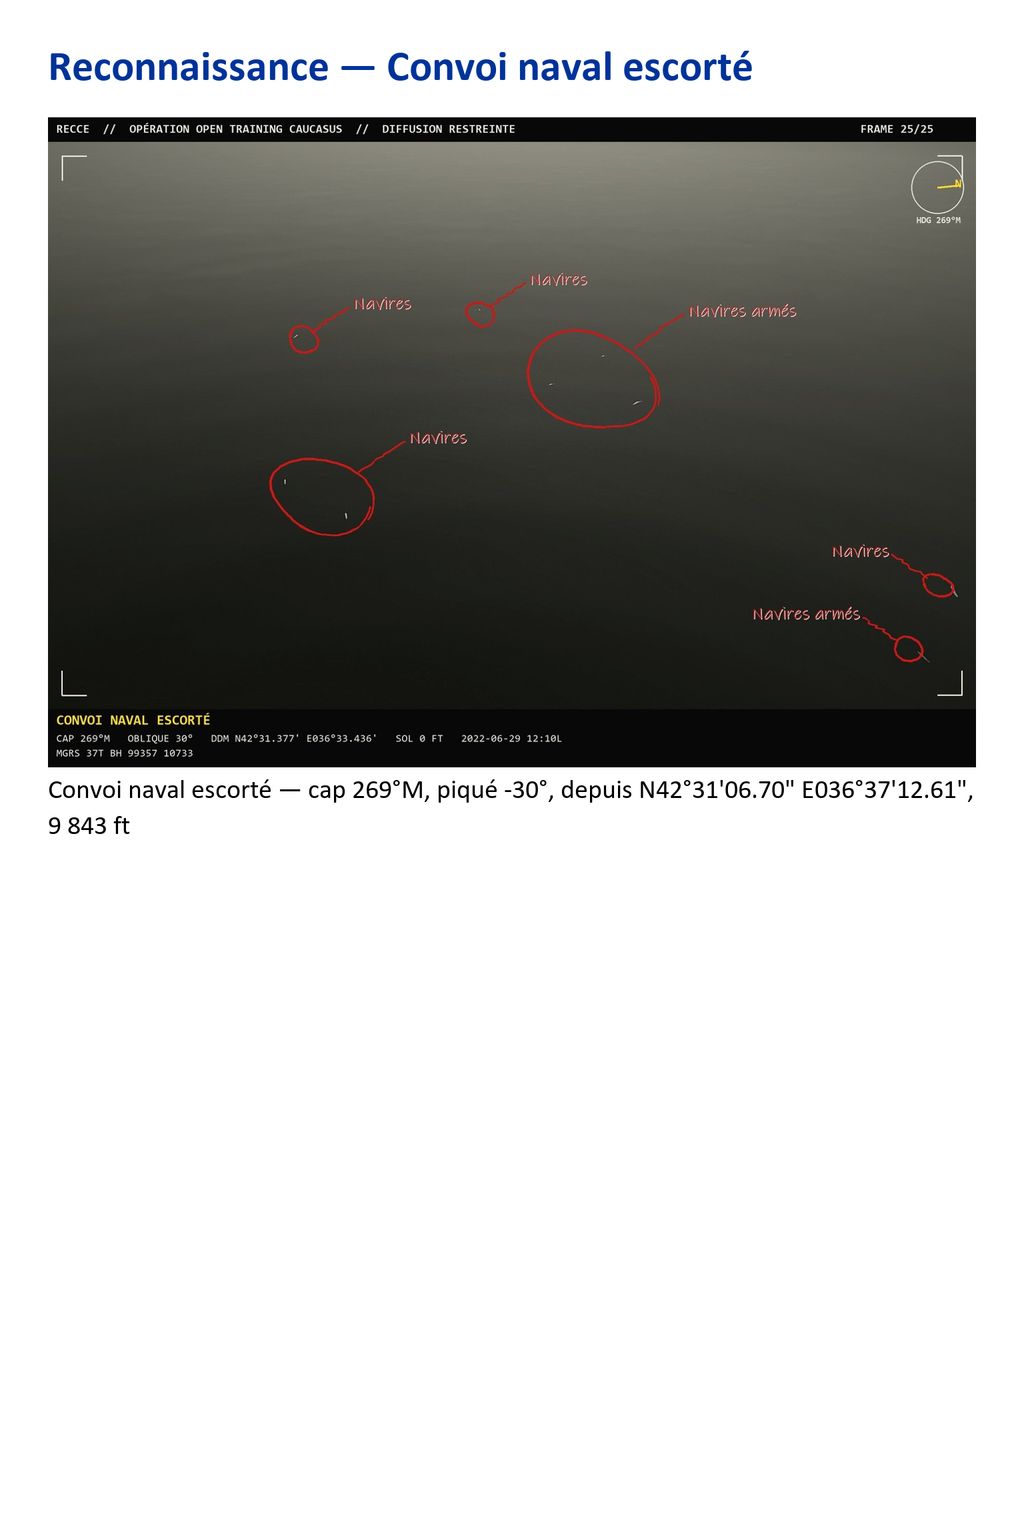 Reconnaissance — Convoi naval escorté
RECCE // OPÉRATION OPEN TRAINING CAUCASUS // DIFFUSION RESTREINTE FRAME 25/25
N
HDG 269°M
Navires
Navires
Navires armés
Navires
Navires
Navires armés
CONVOI NAVAL ESCORTÉ
CAP 269°M OBLIQUE 30° DDM N42°31.377' E036°33.436' SOL 0 FT 2022-06-29 12:10L
MGRS 37T BH 99357 10733
Convoi naval escorté — cap 269°M, piqué -30°, depuis N42°31'06.70" E036°37'12.61",
9 843 ft